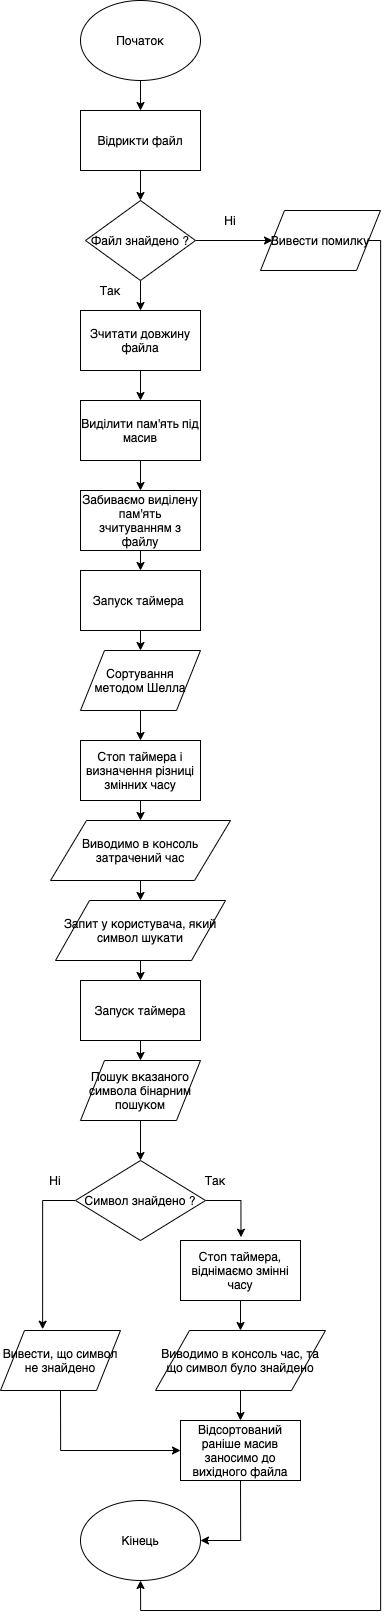 Початок
Відрикти файл
Файл знайдено ?
Ні
Вивести помилку
Так
Зчитати довжину
файла
Виділити пам'ять під
масив
Забиваємо виділену
пам'ять
зчитуванням з
файлу
Запуск таймера
Сортування
методом Шелла
Стоп таймера і
визначення різниці
змінних часу
Виводимо в консоль
затрачений час
Запит у користувача, який
символ шукати
Запуск таймера
Пошук вказаного
символа бінарним
пошуком
Символ знайдено ?
Ні
Так
Стоп таймера,
віднімаємо змінні
часу
Вивести, що символ
не знайдено
Виводимо в консоль час, та
що символ було знайдено
Відсортований
раніше масив
заносимо до
вихідного файла
Кінець